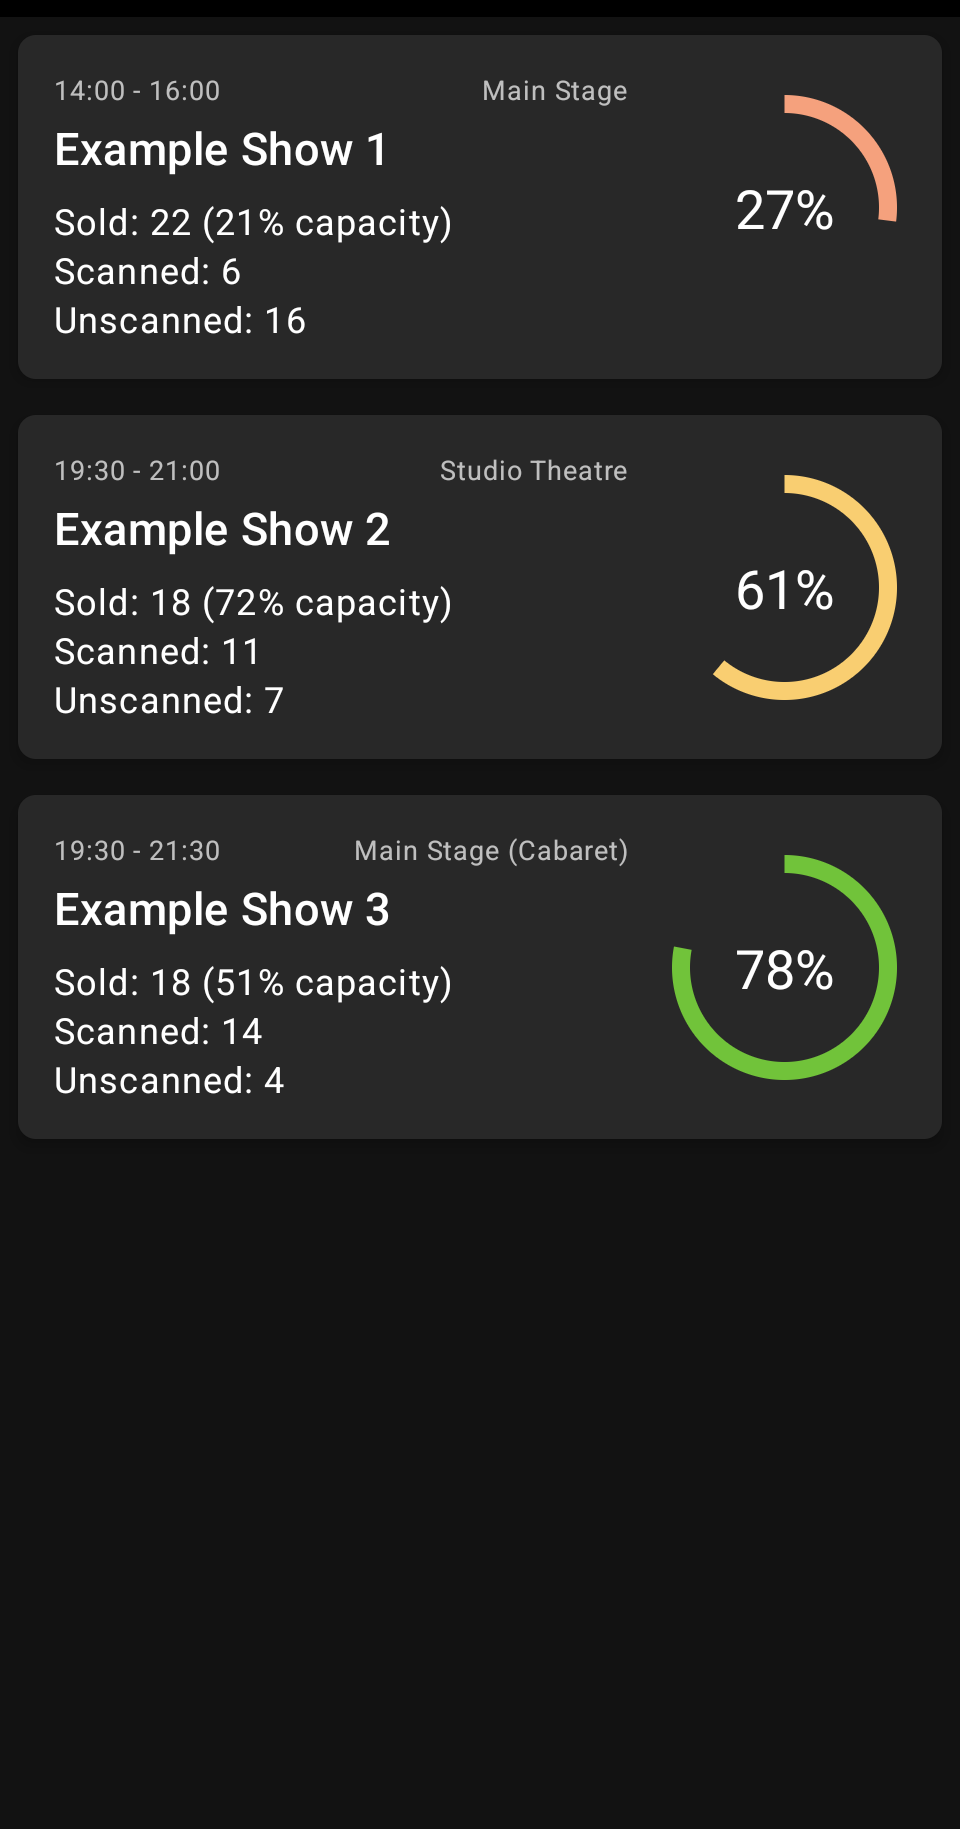 14:00 - 16:00 Main Stage
Example Show 1
Sold: 22 (21% capacity)
Scanned: 6
Unscanned: 16
27%
19:30 - 21:00 Studio Theatre
Example Show 2
Sold: 18 (72% capacity)
Scanned: 11
Unscanned: 7
61%
19:30 - 21:30 Main Stage (Cabaret)
Example Show 3
Sold: 18 (51% capacity)
Scanned: 14
Unscanned: 4
78%